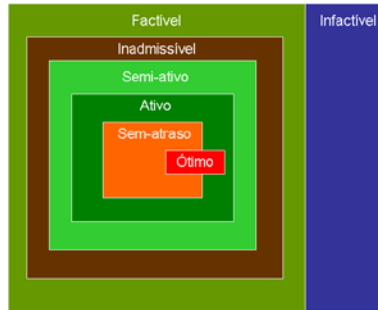 Factível
Infactível
Inadmissível
Semi-ativo
Ativo
Sem-atraso
Ótimo